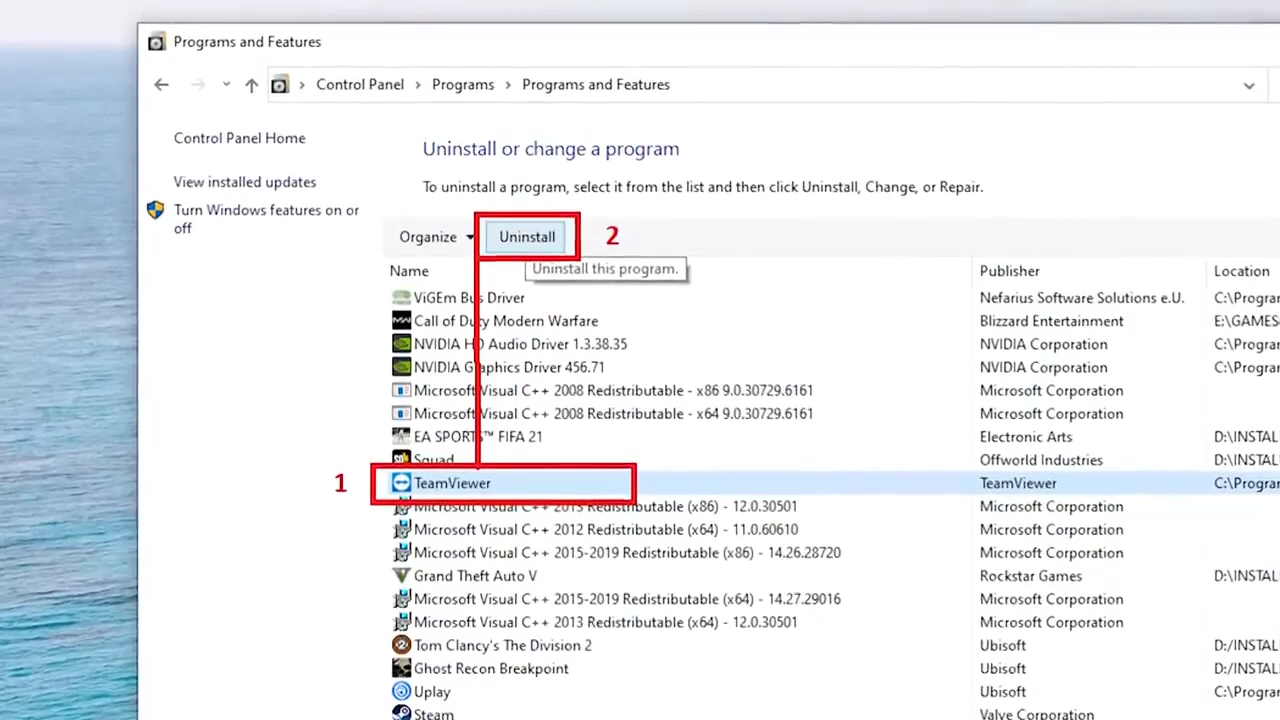 Programs and Features
Control Panel > Programs > Programs and Features
Control Panel Home
View installed updates
Turn Windows features on or
off
Uninstall or change a program
To uninstall a program, select it from the list and then click Uninstall, Change, or Repair.
Organize Uninstall 2
Uninstall this program.
Name Publisher Location
ViGEm Bus Driver Nefarius Software Solutions e.U. C:\Program
Call of Duty Modern Warfare Blizzard Entertainment E:\GAMES
NVIDIA HD Audio Driver 1.3.38.35 NVIDIA Corporation C:\Program
NVIDIA Graphics Driver 456.71 NVIDIA Corporation C:\Program
Microsoft Visual C++ 2008 Redistributable - x86 9.0.30729.6161 Microsoft Corporation
Microsoft Visual C++ 2008 Redistributable - x64 9.0.30729.6161 Microsoft Corporation
EA SPORTS™ FIFA 21 Electronic Arts D:\INSTAL
Squad Offworld Industries D:\INSTAL
1 TeamViewer TeamViewer C:\Program
Microsoft Visual C++ 2013 Redistributable (x86) - 12.0.30501 Microsoft Corporation
Microsoft Visual C++ 2012 Redistributable (x64) - 11.0.60610 Microsoft Corporation
Microsoft Visual C++ 2015-2019 Redistributable (x86) - 14.26.28720 Microsoft Corporation
Grand Theft Auto V Rockstar Games D:\INSTAL
Microsoft Visual C++ 2015-2019 Redistributable (x64) - 14.27.29016 Microsoft Corporation
Microsoft Visual C++ 2013 Redistributable (x64) - 12.0.30501 Microsoft Corporation
Tom Clancy's The Division 2 Ubisoft D:/INSTAL
Ghost Recon Breakpoint Ubisoft D:/INSTAL
Uplay Ubisoft C:\Program
Steam Valve Corporation